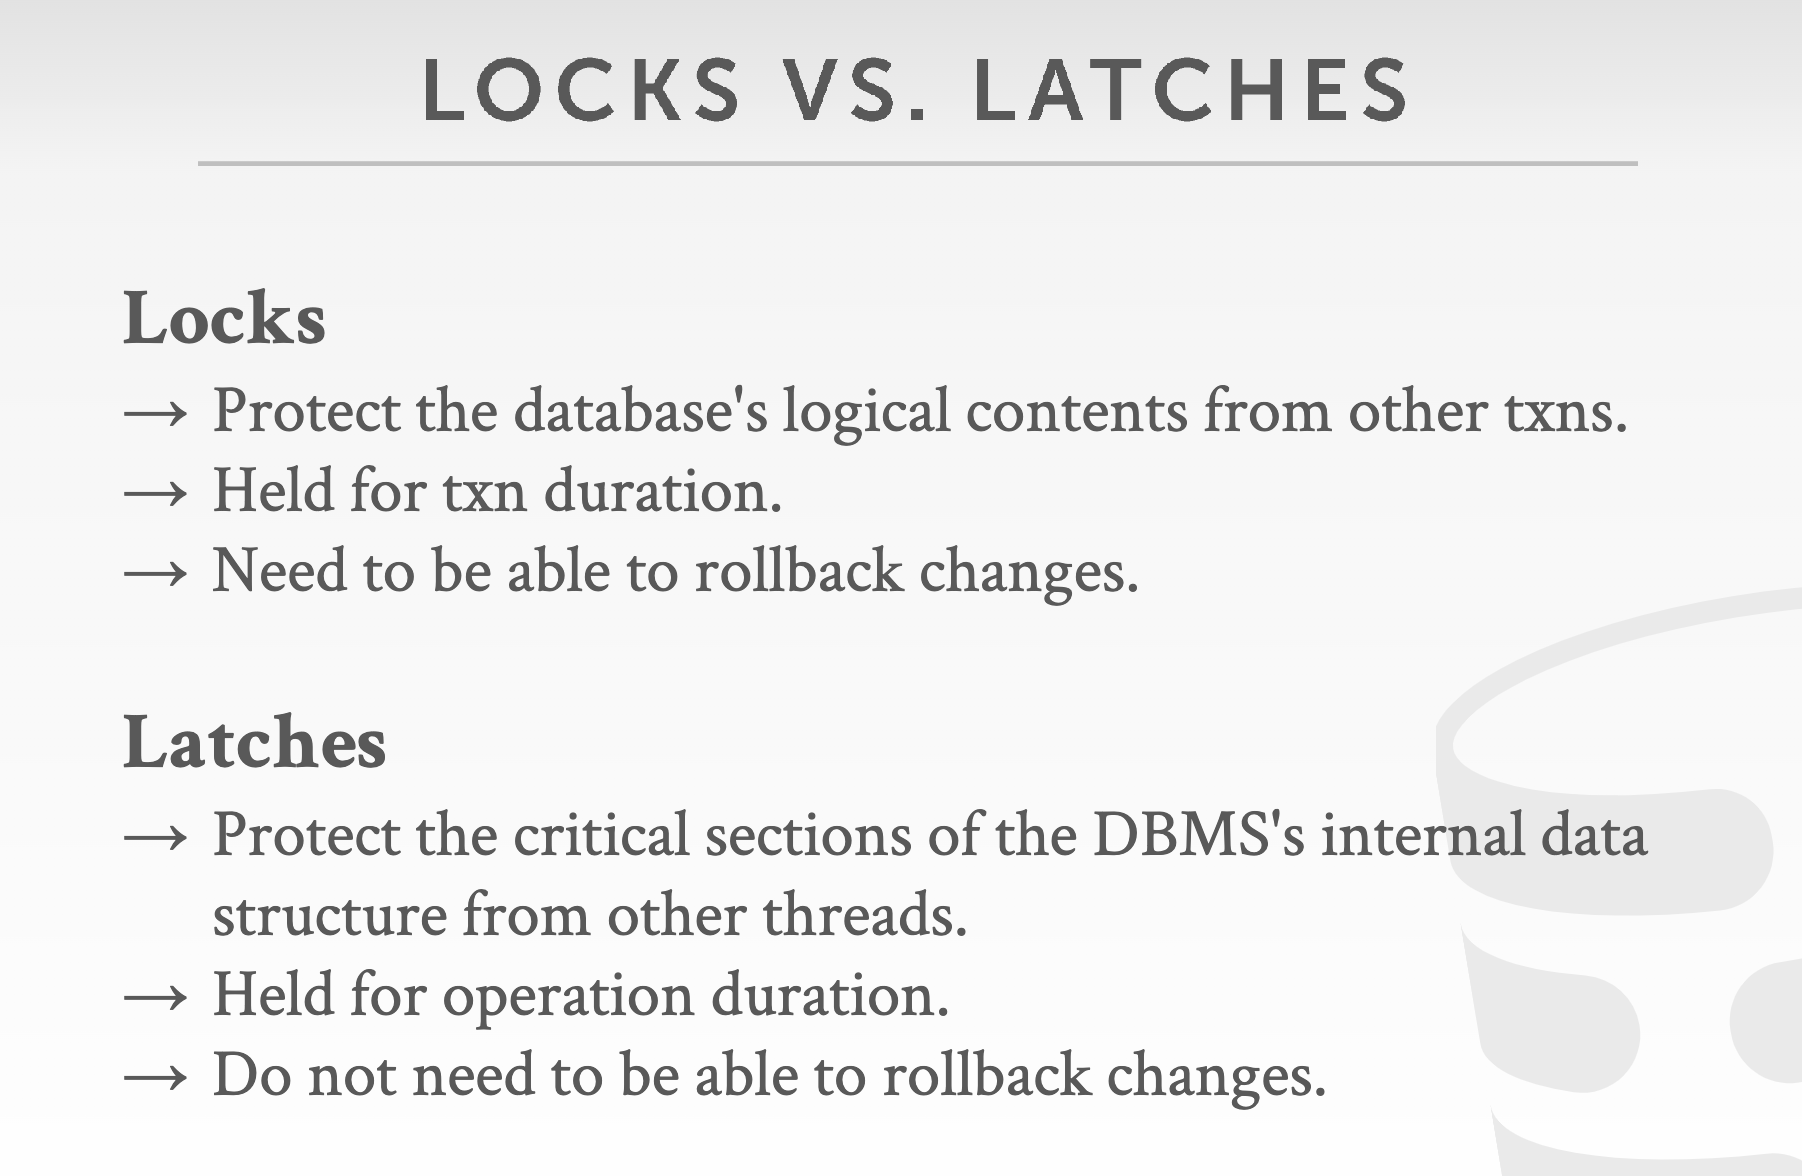 LOCKS VS. LATCHES
Locks
→ Protect the database's logical contents from other txns.
→ Held for txn duration.
→ Need to be able to rollback changes.
Latches
→ Protect the critical sections of the DBMS's internal data
structure from other threads.
→ Held for operation duration.
→ Do not need to be able to rollback changes.